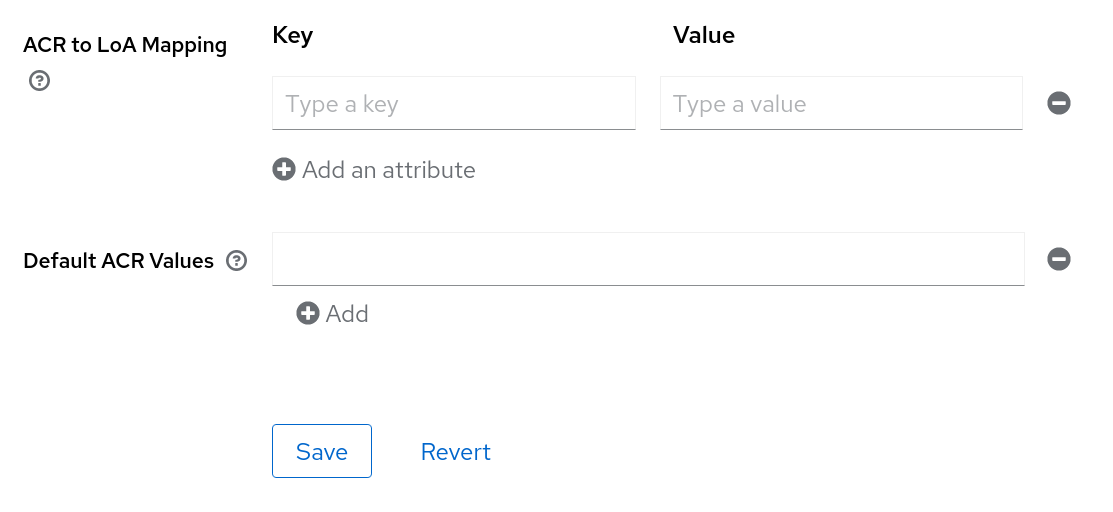 ACR to LoA Mapping
Key Value
Type a key Type a value
Add an attribute
Default ACR Values
Add
Save Revert